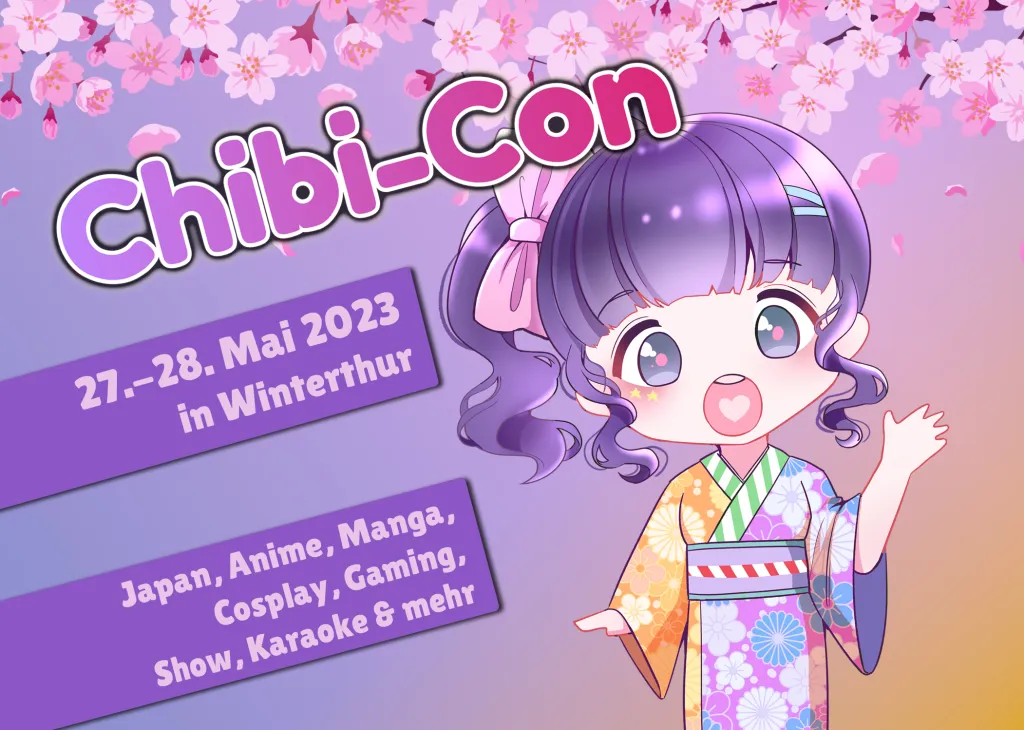 Chibi-Con
27.–28. Mai 2023
in Winterthur
Japan, Anime, Manga,
Cosplay, Gaming,
Show, Karaoke & mehr